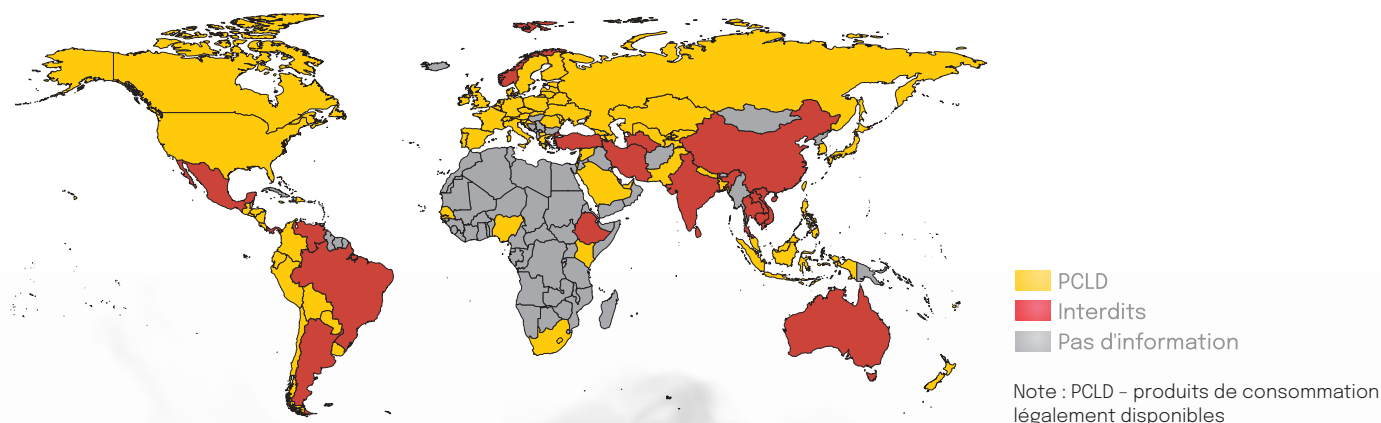 PCLD
Interdits
Pas d'information
Note : PCLD – produits de consommation
légalement disponibles